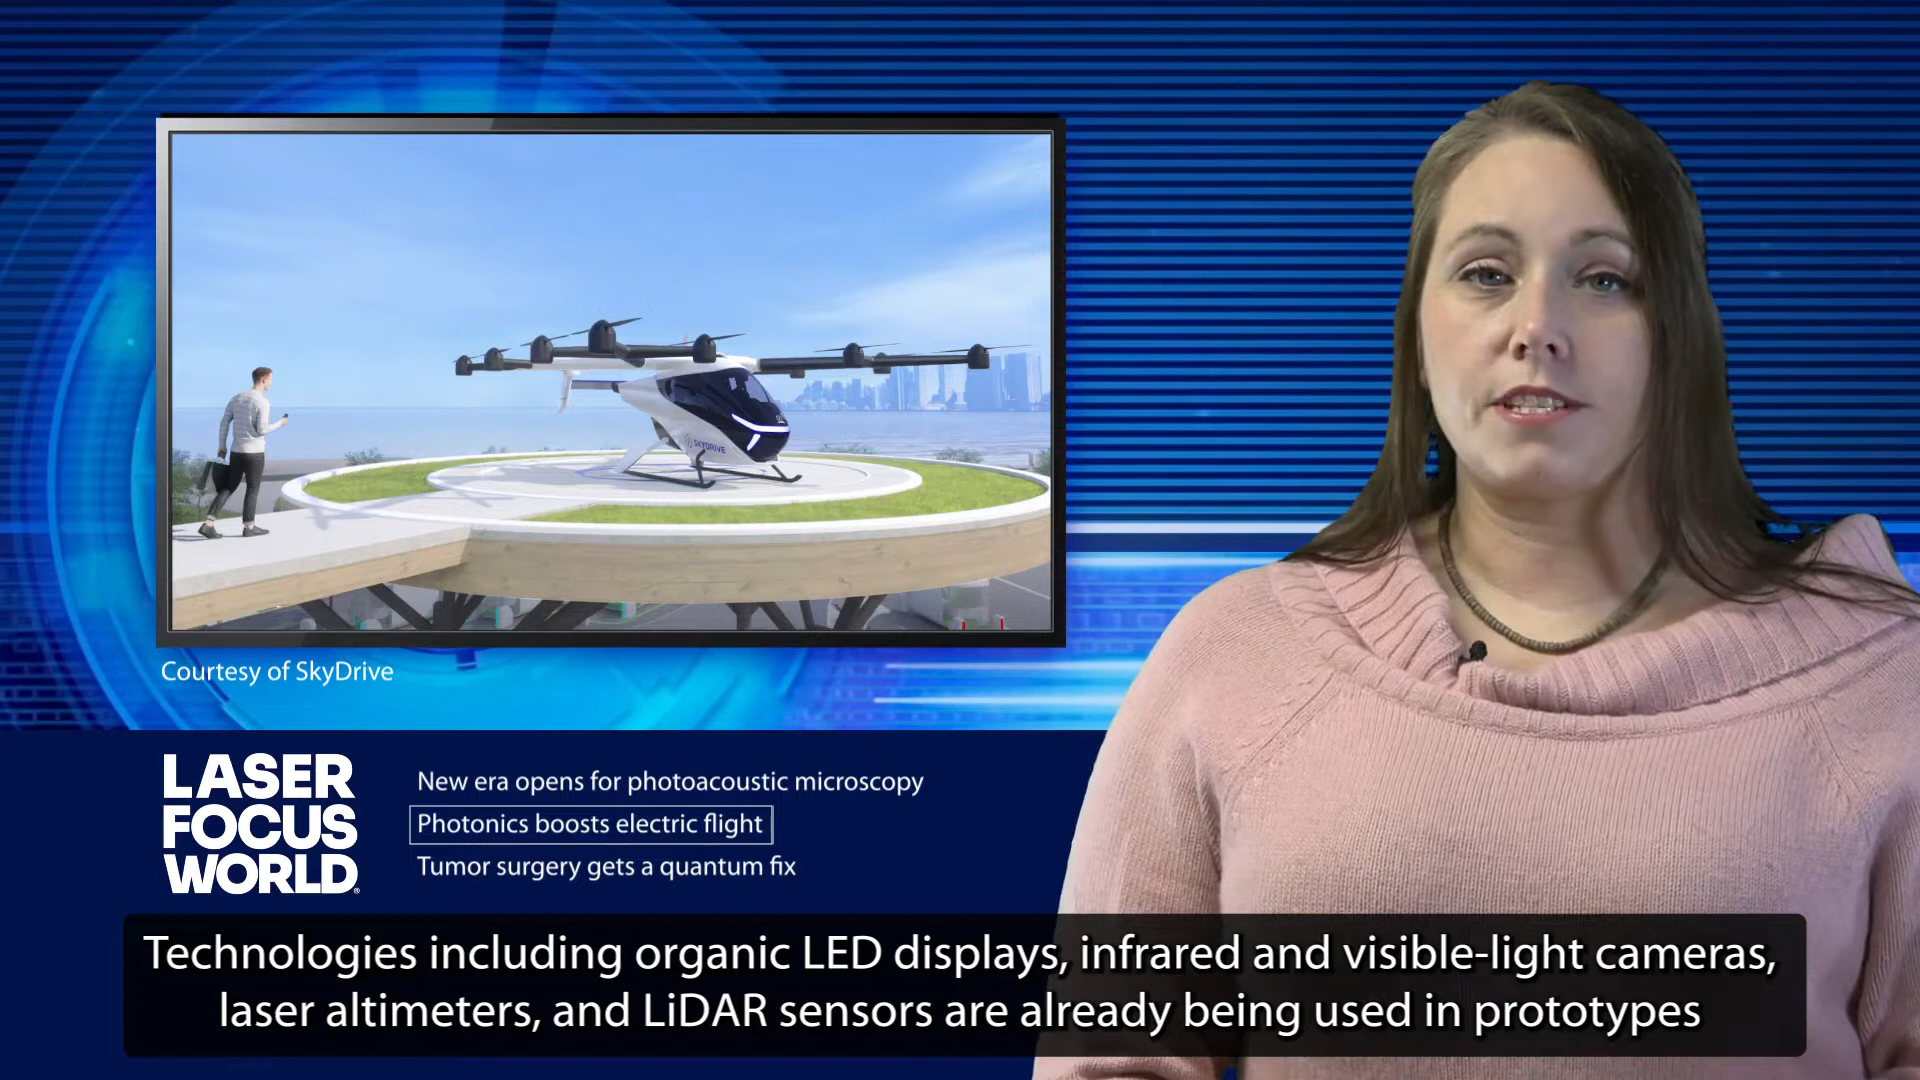 SKYDRIVE
Courtesy of SkyDrive
LASER
FOCUS
WORLD
New era opens for photoacoustic microscopy
Photonics boosts electric flight
Tumor surgery gets a quantum fix
Technologies including organic LED displays, infrared and visible-light cameras,
laser altimeters, and LiDAR sensors are already being used in prototypes